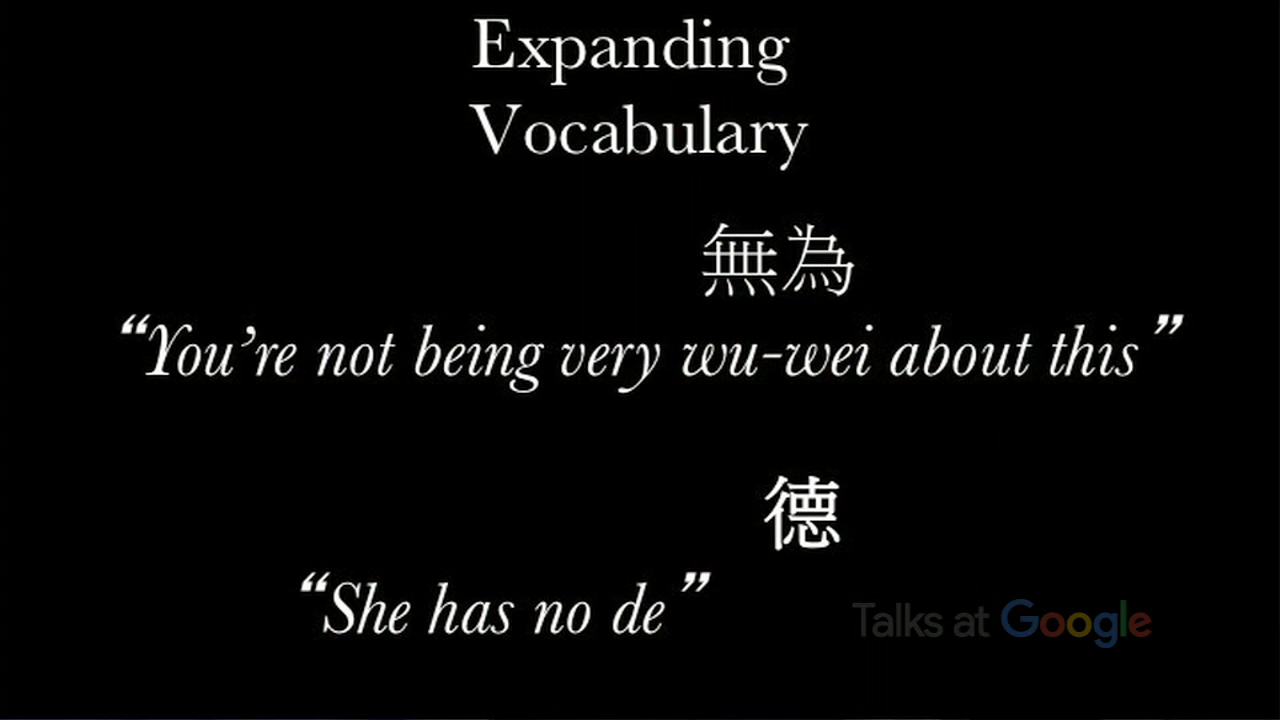 Expanding
Vocabulary
無為
“You’re not being very wu-wei about this”
德
“She has no de”
Talks at Google